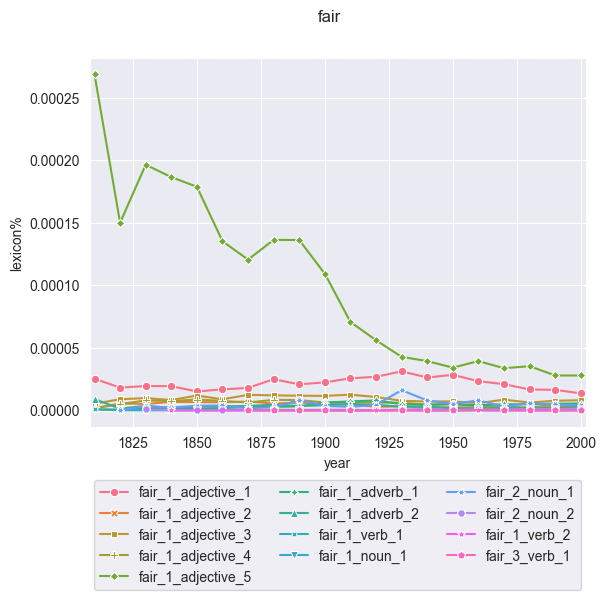 fair
0.00025
0.00020
0.00015
0.00010
0.00005
0.00000
lexicon%
1825 1850 1875 1900 1925 1950 1975 2000
year
fair_1_adjective_1 fair_1_adverb_1 fair_2_noun_1
fair_1_adjective_2 fair_1_adverb_2 fair_2_noun_2
fair_1_adjective_3 fair_1_verb_1 fair_1_verb_2
fair_1_adjective_4 fair_1_noun_1 fair_3_verb_1
fair_1_adjective_5